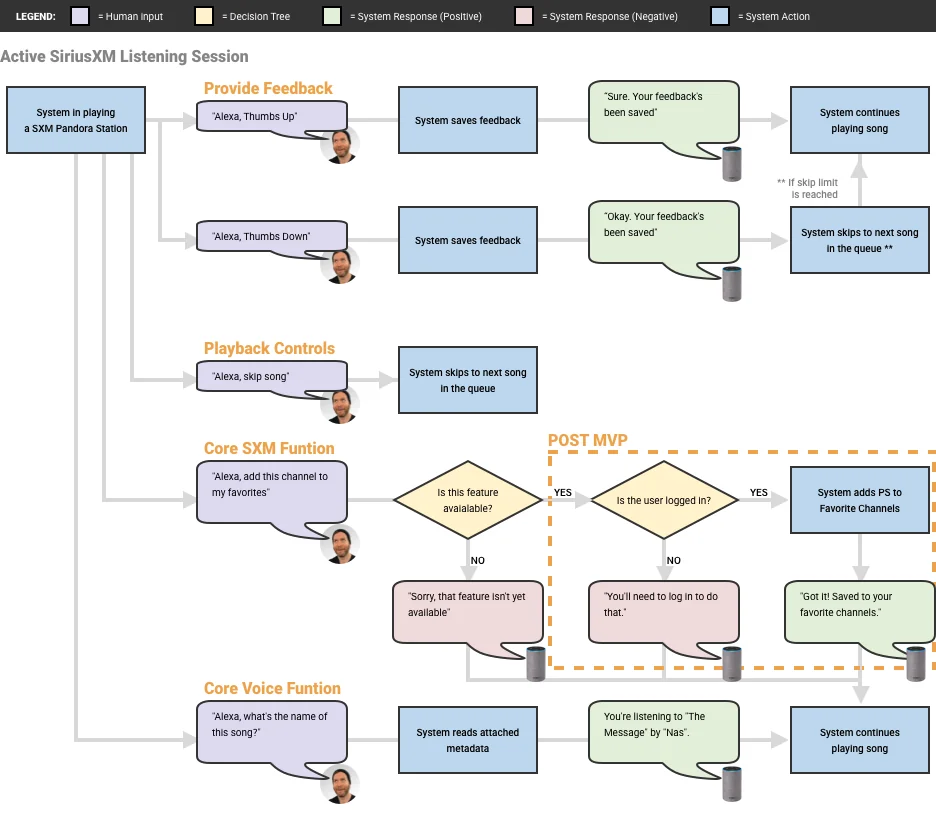 LEGEND:
= Human input
= Decision Tree
= System Response (Positive)
= System Response (Negative)
= System Action
Active SiriusXM Listening Session
System in playing
a SXM Pandora Station
Provide Feedback
"Alexa, Thumbs Up"
System saves feedback
"Sure. Your feedback's
been saved"
System continues
playing song
** If skip limit
is reached
"Alexa, Thumbs Down"
System saves feedback
"Okay. Your feedback's
been saved"
System skips to next song
in the queue **
Playback Controls
"Alexa, skip song"
System skips to next song
in the queue
Core SXM Funtion
POST MVP
"Alexa, add this channel to
my favorites"
Is this feature
avaialable?
YES
Is the user logged in?
YES
System adds PS to
Favorite Channels
NO
NO
"Sorry, that feature isn't yet
available"
"You'll need to log in to do
that."
"Got it! Saved to your
favorite channels."
Core Voice Funtion
"Alexa, what's the name of
this song?"
System reads attached
metadata
You're listening to "The
Message" by "Nas".
System continues
playing song